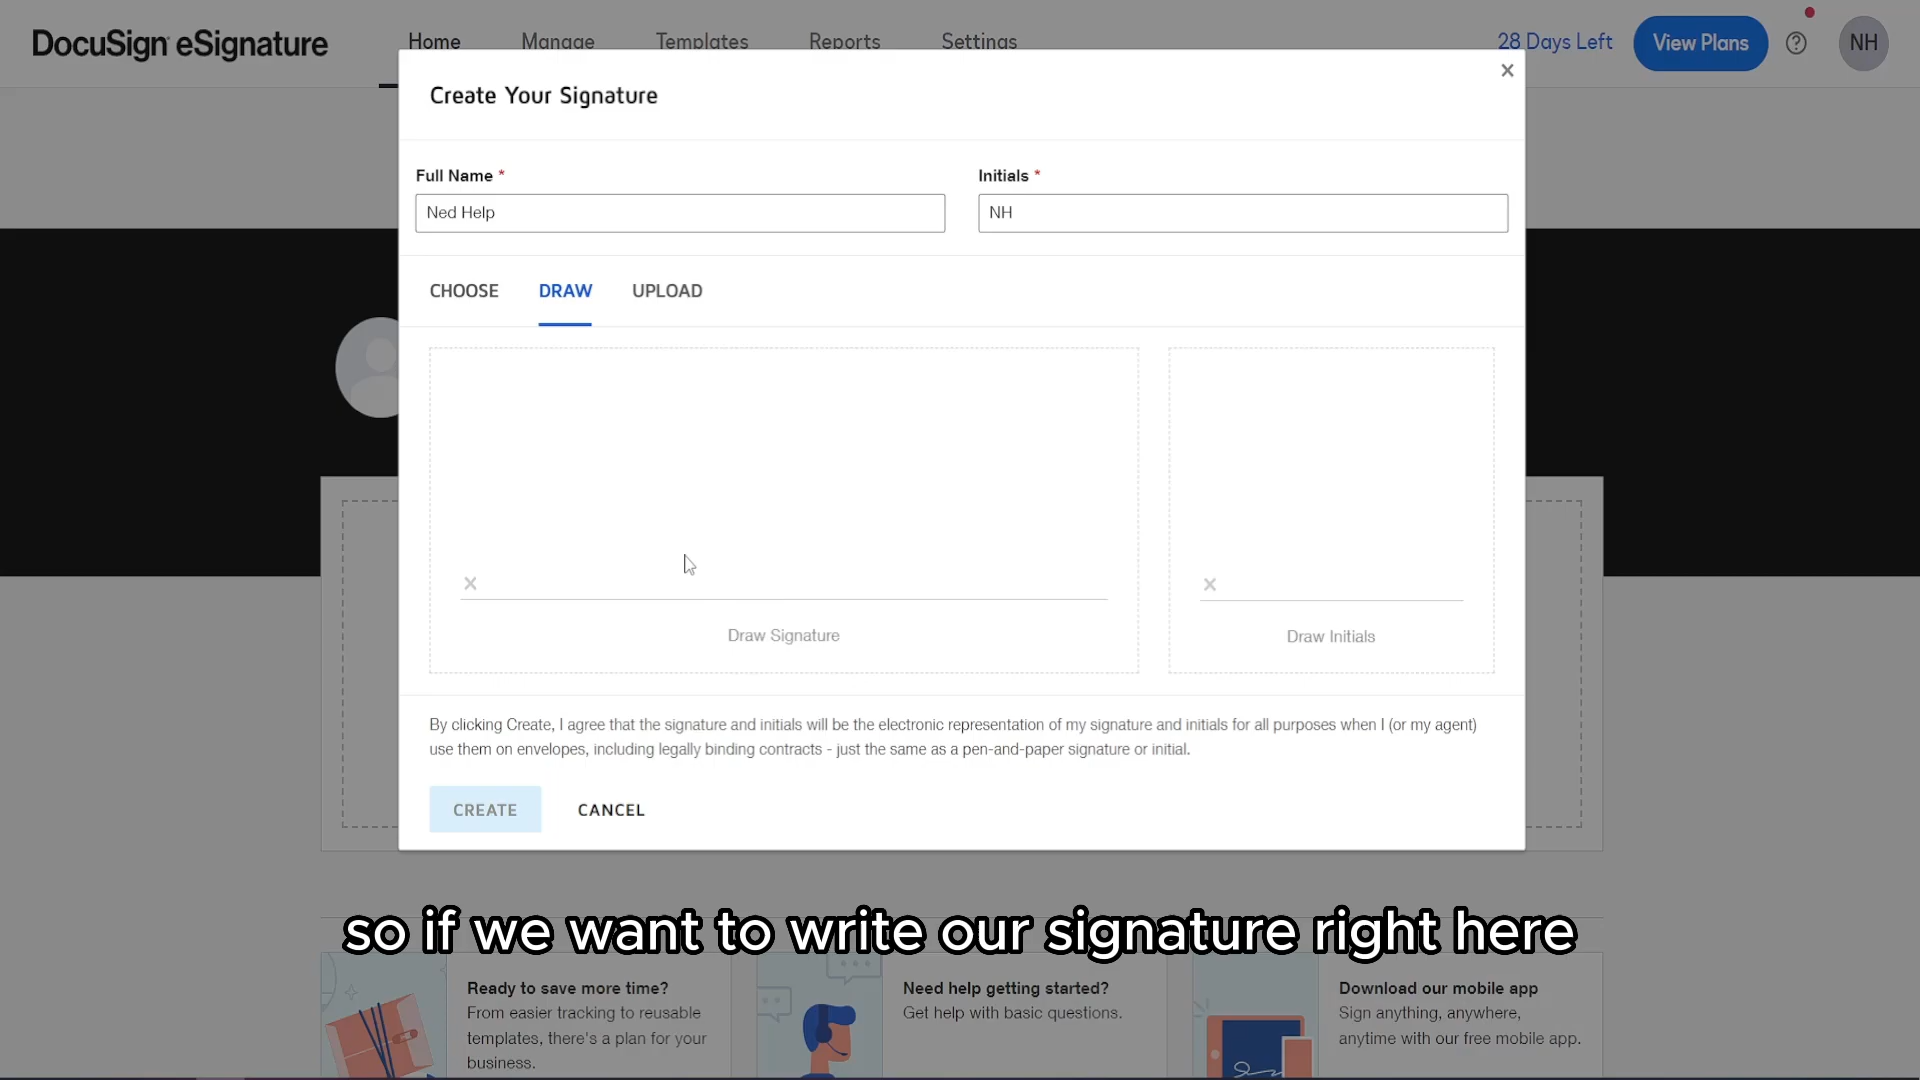 DocuSign eSignature
Home
Manage
Templates
Reports
Settings
28 Days Left
View Plans
?
NH
×
Create Your Signature
Full Name *
Initials *
Ned Help
NH
CHOOSE
DRAW
UPLOAD
X
X
Draw Signature
Draw Initials
By clicking Create, I agree that the signature and initials will be the electronic representation of my signature and initials for all purposes when I (or my agent)
use them on envelopes, including legally binding contracts - just the same as a pen-and-paper signature or initial.
CREATE
CANCEL
so if we want to write our signature right here
Ready to save more time?
From easier tracking to reusable
templates, there's a plan for your
business.
Need help getting started?
Get help with basic questions.
Download our mobile app
Sign anything, anywhere,
anytime with our free mobile app.